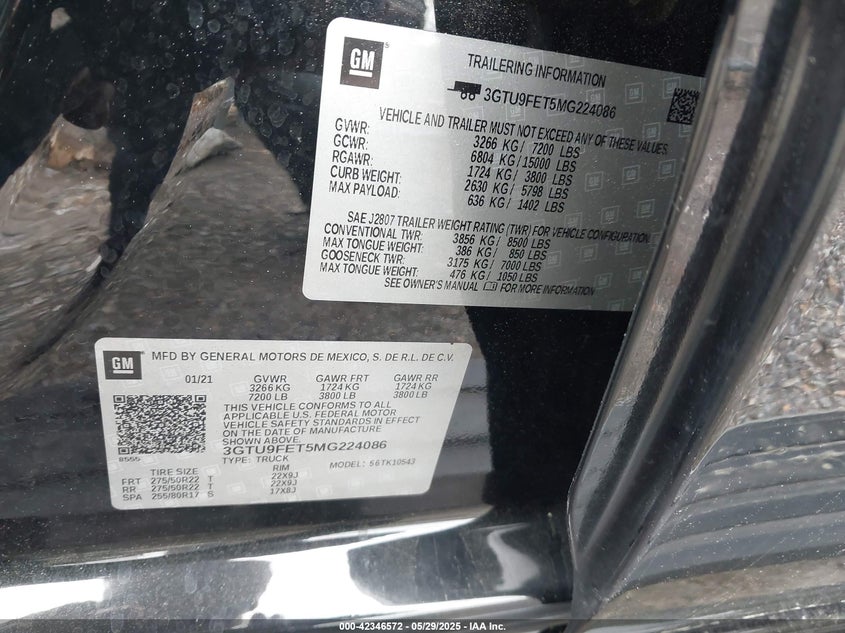 GM
TRAILERING INFORMATION
3GTU9FET5MG224086
VEHICLE AND TRAILER MUST NOT EXCEED ANY OF THESE VALUES
GVWR: 3266 KG / 7200 LBS
GCWR: 6804 KG / 15000 LBS
RGAWR: 1724 KG / 3800 LBS
CURB WEIGHT: 2630 KG / 5798 LBS
MAX PAYLOAD: 636 KG / 1402 LBS
SAE J2807 TRAILER WEIGHT RATING (TWR) FOR VEHICLE CONFIGURATION
CONVENTIONAL TWR: 3856 KG / 8500 LBS
MAX TONGUE WEIGHT: 386 KG / 850 LBS
GOOSENECK TWR: 3175 KG / 7000 LBS
MAX TONGUE WEIGHT: 476 KG / 1050 LBS
SEE OWNER'S MANUAL FOR MORE INFORMATION
GM
MFD BY GENERAL MOTORS DE MEXICO, S. DE R.L. DE C.V.
01/21 GVWR GAWR FRT GAWR RR
3266 KG 1724 KG 1724 KG
7200 LB 3800 LB 3800 LB
THIS VEHICLE CONFORMS TO ALL
APPLICABLE U.S. FEDERAL MOTOR
VEHICLE SAFETY STANDARDS IN EFFECT
ON THE DATE OF MANUFACTURE
SHOWN ABOVE.
3GTU9FET5MG224086
TYPE: TRUCK MODEL: 56TK10543
TIRE SIZE RIM
FRT 275/50R22 T 22X9J
RR 275/50R22 T 22X9J
SPA 255/80R17 S 17X8J
000-42346572 - 05/29/2025 - IAA Inc.